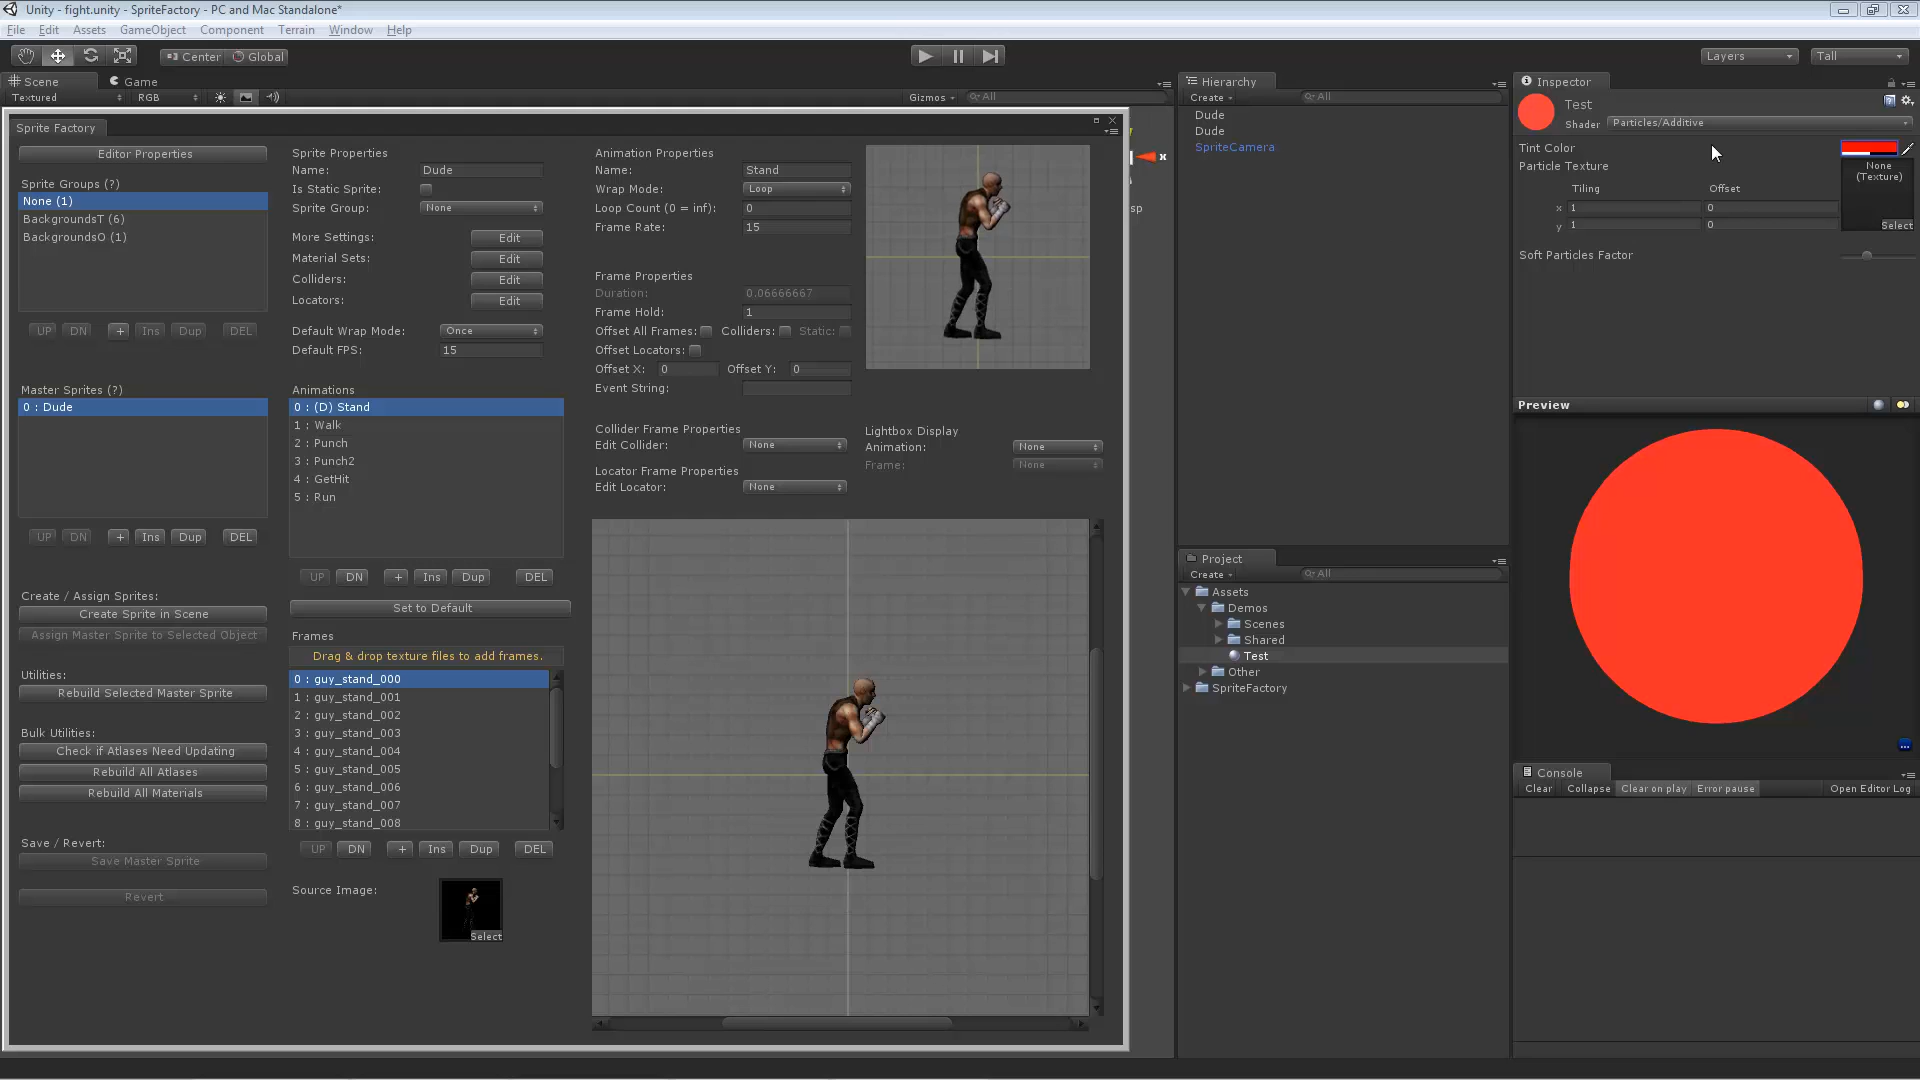 Unity - fight.unity - SpriteFactory - PC and Mac Standalone*
File Edit Assets GameObject Component Terrain Window Help
Center Global
Layers
Tall
Scene
Game
Textured
RGB
Gizmos
All
Sprite Factory
Editor Properties
Sprite Groups (?)
None (1)
BackgroundsT (6)
BackgroundsO (1)
UP DN + Ins Dup DEL
Master Sprites (?)
0 : Dude
UP DN + Ins Dup DEL
Create / Assign Sprites:
Create Sprite in Scene
Assign Master Sprite to Selected Object
Utilities:
Rebuild Selected Master Sprite
Bulk Utilities:
Check if Atlases Need Updating
Rebuild All Atlases
Rebuild All Materials
Save / Revert:
Save Master Sprite
Revert
Sprite Properties
Name: Dude
Is Static Sprite:
Sprite Group: None
More Settings: Edit
Material Sets: Edit
Colliders: Edit
Locators: Edit
Default Wrap Mode: Once
Default FPS: 15
Animations
0 : (D) Stand
1 : Walk
2 : Punch
3 : Punch2
4 : GetHit
5 : Run
UP DN + Ins Dup DEL
Set to Default
Frames
Drag & drop texture files to add frames.
0 : guy_stand_000
1 : guy_stand_001
2 : guy_stand_002
3 : guy_stand_003
4 : guy_stand_004
5 : guy_stand_005
6 : guy_stand_006
7 : guy_stand_007
8 : guy_stand_008
UP DN + Ins Dup DEL
Source Image:
Select
Animation Properties
Name: Stand
Wrap Mode: Loop
Loop Count (0 = inf): 0
Frame Rate: 15
Frame Properties
Duration: 0.06666667
Frame Hold: 1
Offset All Frames: Colliders: Static:
Offset Locators:
Offset X: 0 Offset Y: 0
Event String:
Collider Frame Properties
Edit Collider: None
Locator Frame Properties
Edit Locator: None
Lightbox Display
Animation: None
Frame: None
x
sp
Hierarchy
Create
All
Dude
Dude
SpriteCamera
Project
Create
All
Assets
Demos
Scenes
Shared
Test
Other
SpriteFactory
Inspector
Test
Shader Particles/Additive
Tint Color
Particle Texture
None
(Texture)
Tiling Offset
x 1 0
y 1 0
Select
Soft Particles Factor
Preview
Console
Clear Collapse Clear on play Error pause Open Editor Log